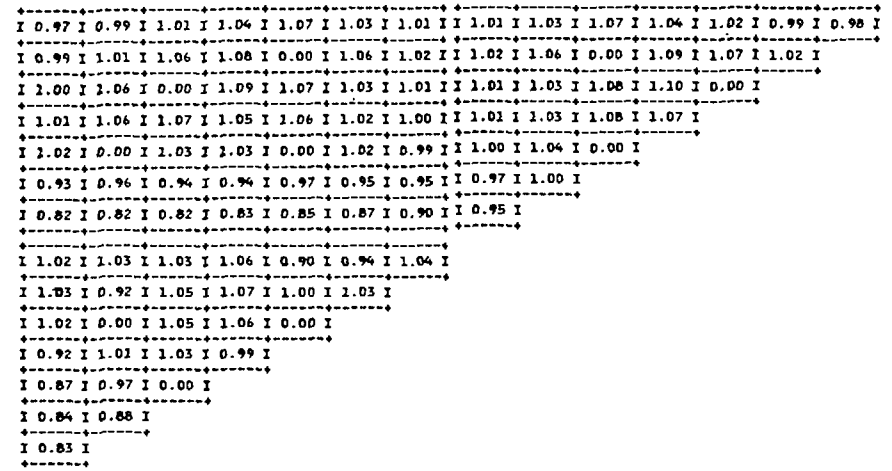 I 0.97 I 0.99 I 1.01 I 1.04 I 1.07 I 1.03 I 1.01 I I 1.01 I 1.03 I 1.07 I 1.04 I 1.02 I 0.99 I 0.98 I
I 0.99 I 1.01 I 1.06 I 1.08 I 0.00 I 1.06 I 1.02 I I 1.02 I 1.06 I 0.00 I 1.09 I 1.07 I 1.02 I
I 1.00 I 1.06 I 0.00 I 1.09 I 1.07 I 1.03 I 1.01 I I 1.01 I 1.03 I 1.08 I 1.10 I 0.00 I
I 1.01 I 1.06 I 1.07 I 1.05 I 1.06 I 1.02 I 1.00 I I 1.01 I 1.03 I 1.08 I 1.07 I
I 1.02 I 0.00 I 1.03 I 1.03 I 0.00 I 1.02 I 0.99 I I 1.00 I 1.04 I 0.00 I
I 0.93 I 0.96 I 0.94 I 0.94 I 0.97 I 0.95 I 0.95 I I 0.97 I 1.00 I
I 0.82 I 0.82 I 0.82 I 0.83 I 0.85 I 0.87 I 0.90 I I 0.95 I
I 1.02 I 1.03 I 1.03 I 1.06 I 0.90 I 0.94 I 1.04 I
I 1.03 I 0.92 I 1.05 I 1.07 I 1.00 I 1.03 I
I 1.02 I 0.00 I 1.05 I 1.06 I 0.00 I
I 0.92 I 1.01 I 1.03 I 0.99 I
I 0.87 I 0.97 I 0.00 I
I 0.84 I 0.88 I
I 0.83 I